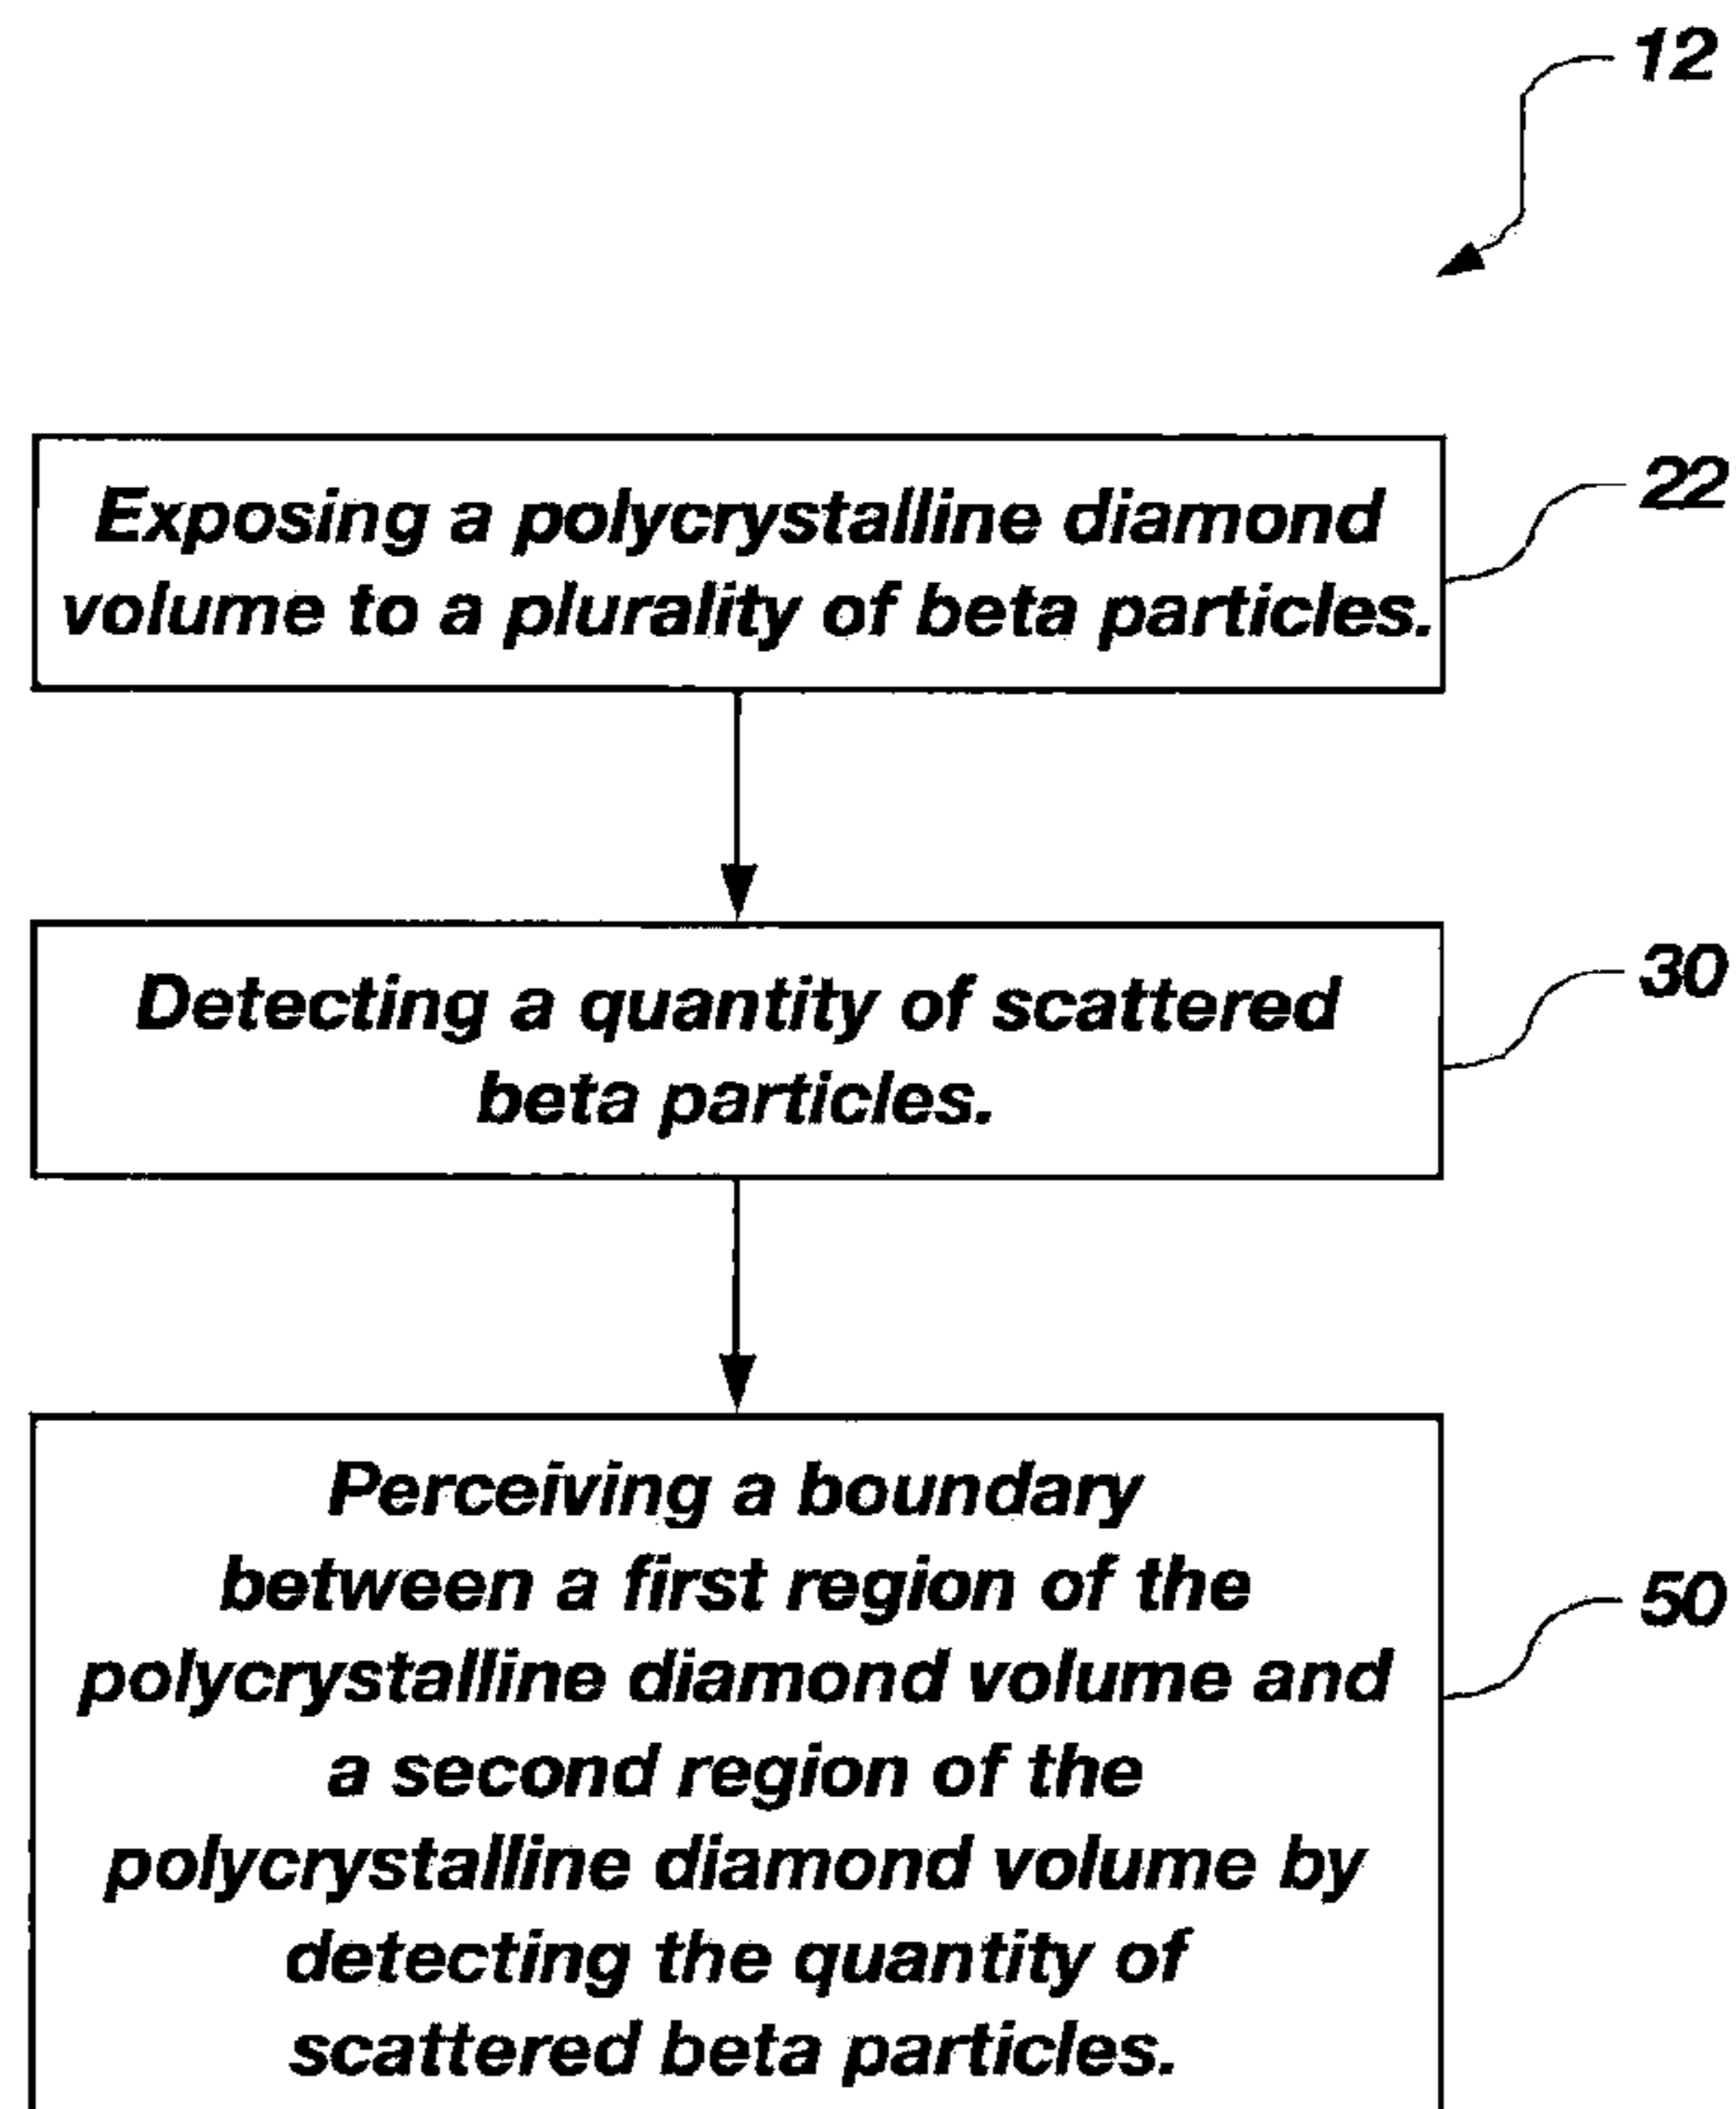 12
Exposing a polycrystalline diamond
volume to a plurality of beta particles.
22
Detecting a quantity of scattered
beta particles.
30
Perceiving a boundary
between a first region of the
polycrystalline diamond volume and
a second region of the
polycrystalline diamond volume by
detecting the quantity of
scattered beta particles.
50